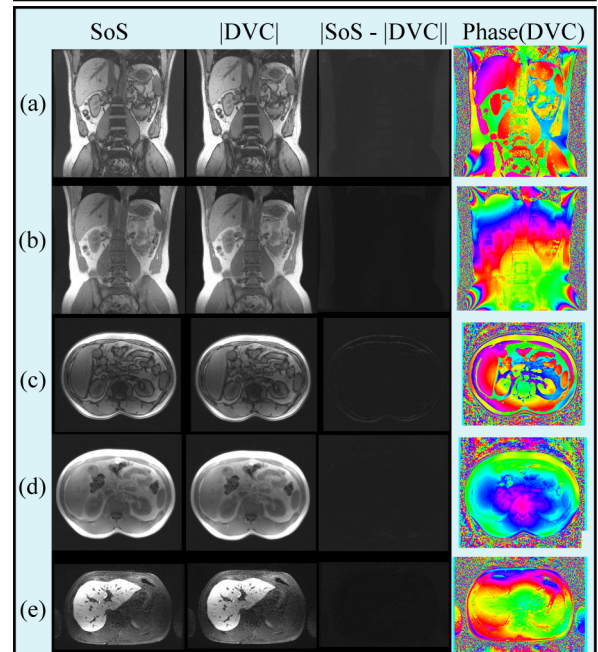 SoS |DVC| |SoS - |DVC|| Phase(DVC)
(a)
(b)
(c)
(d)
(e)